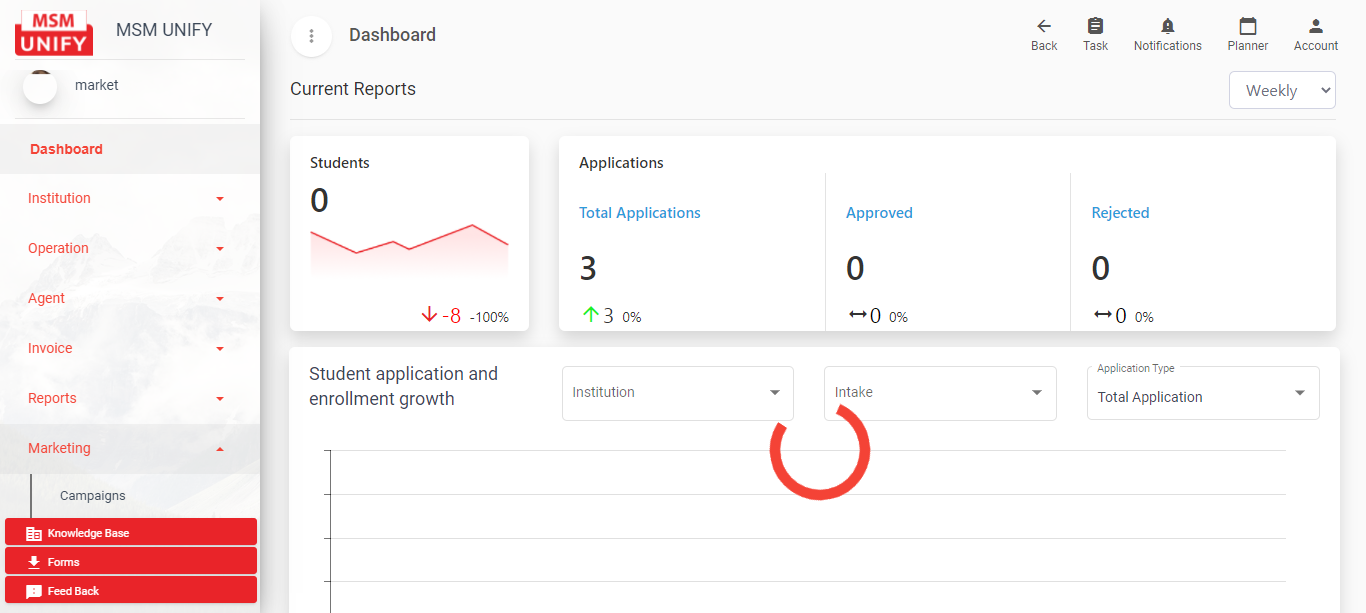 MSM
UNIFY
MSM UNIFY
market
Dashboard
Institution
Operation
Agent
Invoice
Reports
Marketing
Campaigns
Knowledge Base
Forms
Feed Back
Dashboard
Back
Task
Notifications
Planner
Account
Current Reports
Weekly
Students
0
-8 -100%
Applications
Total Applications
3
3 0%
Approved
0
0 0%
Rejected
0
0 0%
Student application and
enrollment growth
Institution
Intake
Application Type
Total Application